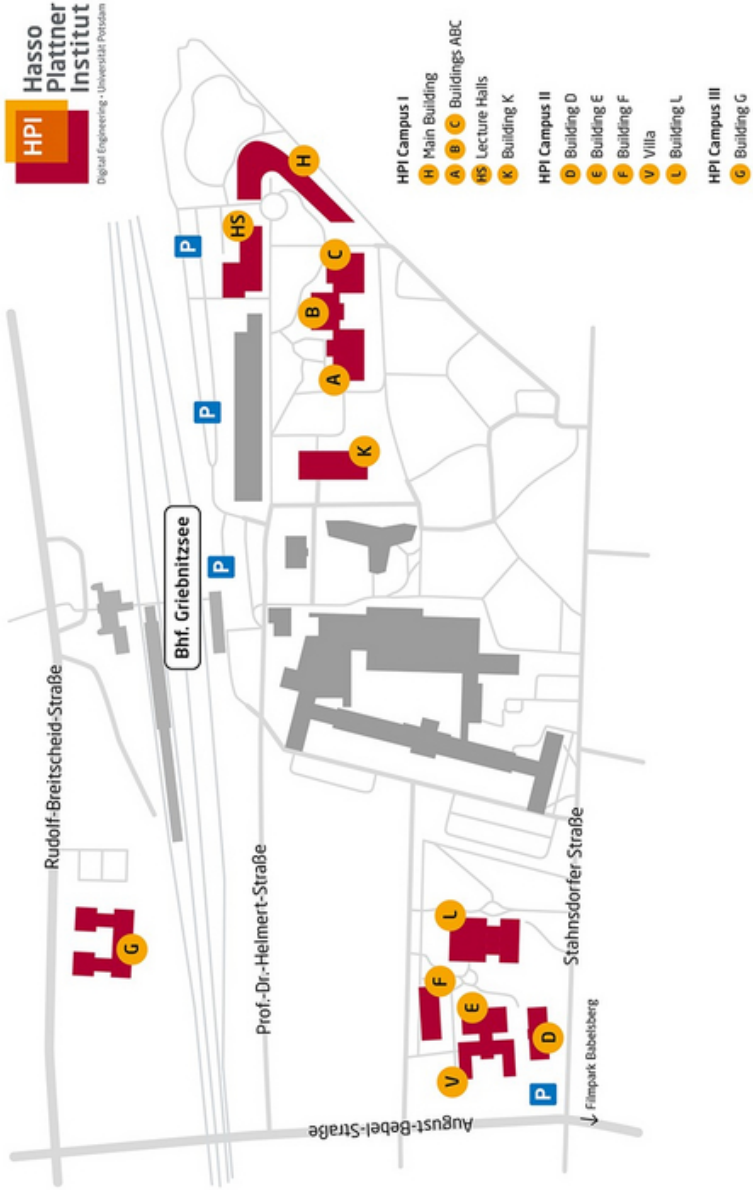 HPI
Hasso
Plattner
Institut
Digital Engineering • Universität Potsdam
Rudolf-Breitscheid-Straße
Bhf. Griebnitzsee
Prof.-Dr.-Helmert-Straße
August-Bebel-Straße
Stahnsdorfer-Straße
Filmpark Babelsberg
G
P
P
P
HS
H
B
C
A
K
V
F
E
L
D
P
HPI Campus I
H Main Building
A B C Buildings ABC
HS Lecture Halls
K Building K
HPI Campus II
D Building D
E Building E
F Building F
V Villa
L Building L
HPI Campus III
G Building G